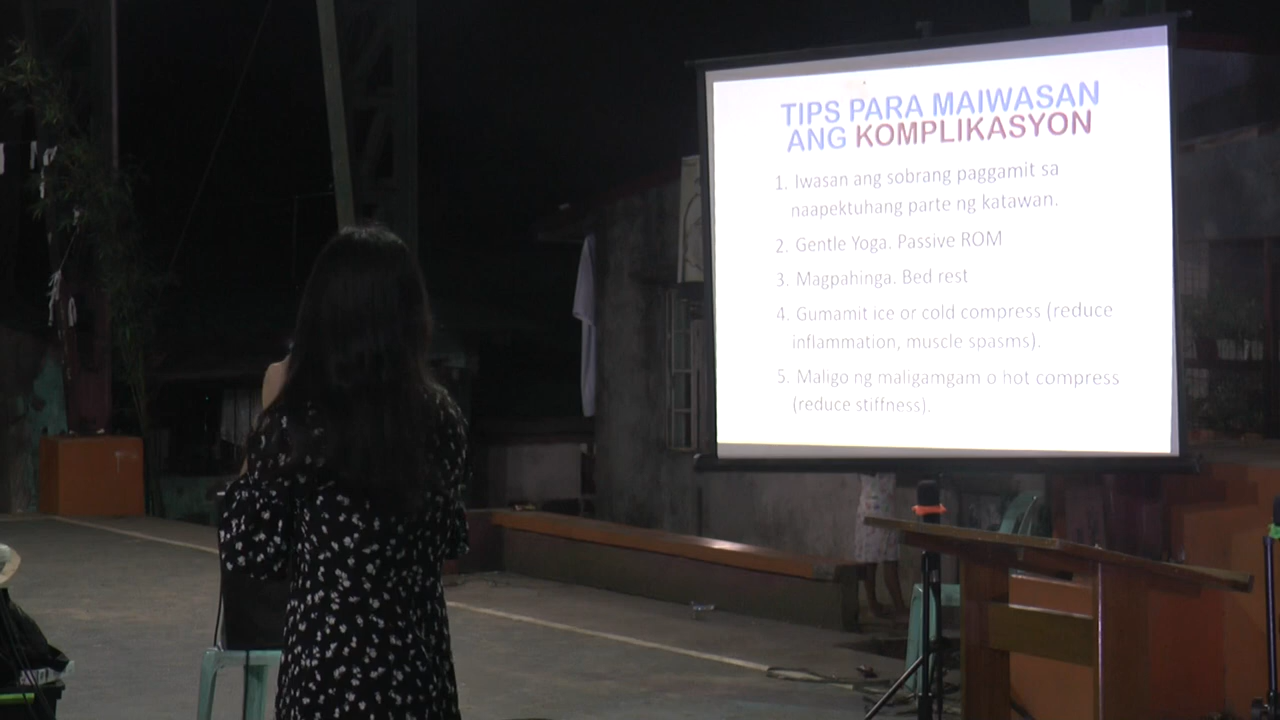 TIPS PARA MAIWASAN
ANG KOMPLIKASYON
1. Iwasan ang sobrang paggamit sa
naapektuhang parte ng katawan.
2. Gentle Yoga. Passive ROM
3. Magpahinga. Bed rest
4. Gumamit ice or cold compress (reduce
inflammation, muscle spasms).
5. Maligo ng maligamgam o hot compress
(reduce stiffness).